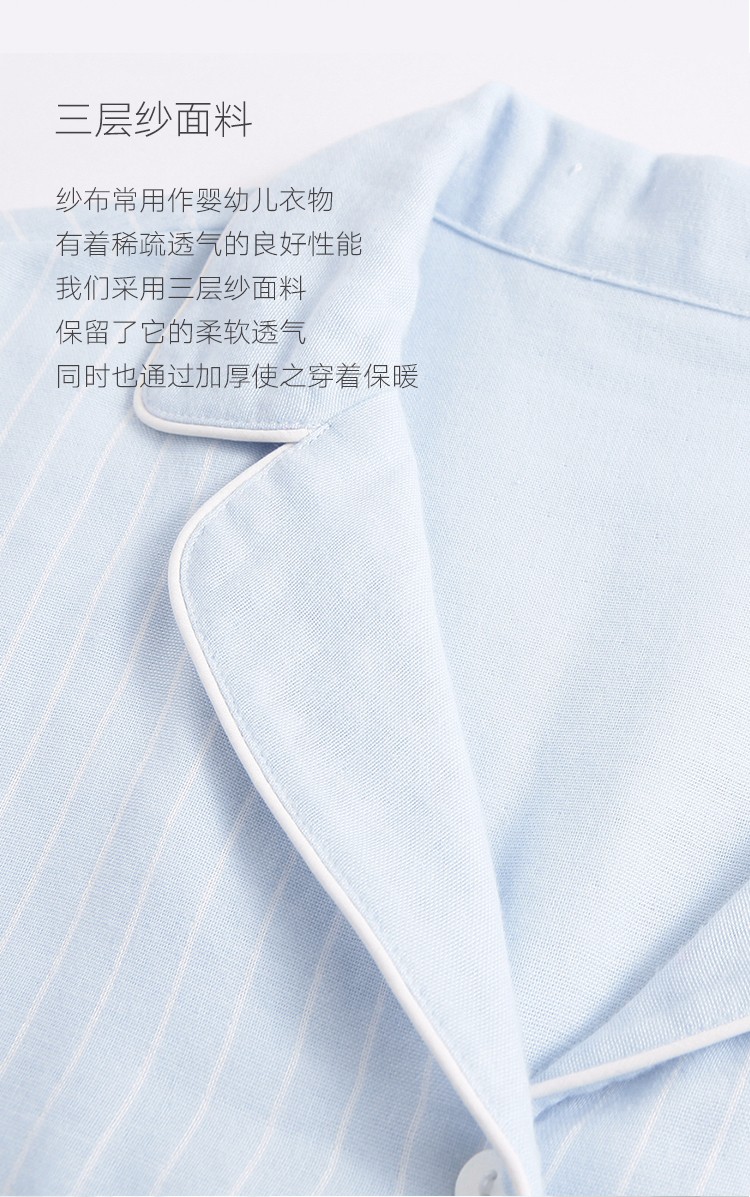 三层纱面料
纱布常用作婴幼儿衣物
有着稀疏透气的良好性能
我们采用三层纱面料
保留了它的柔软透气
同时也通过加厚使之穿着保暖